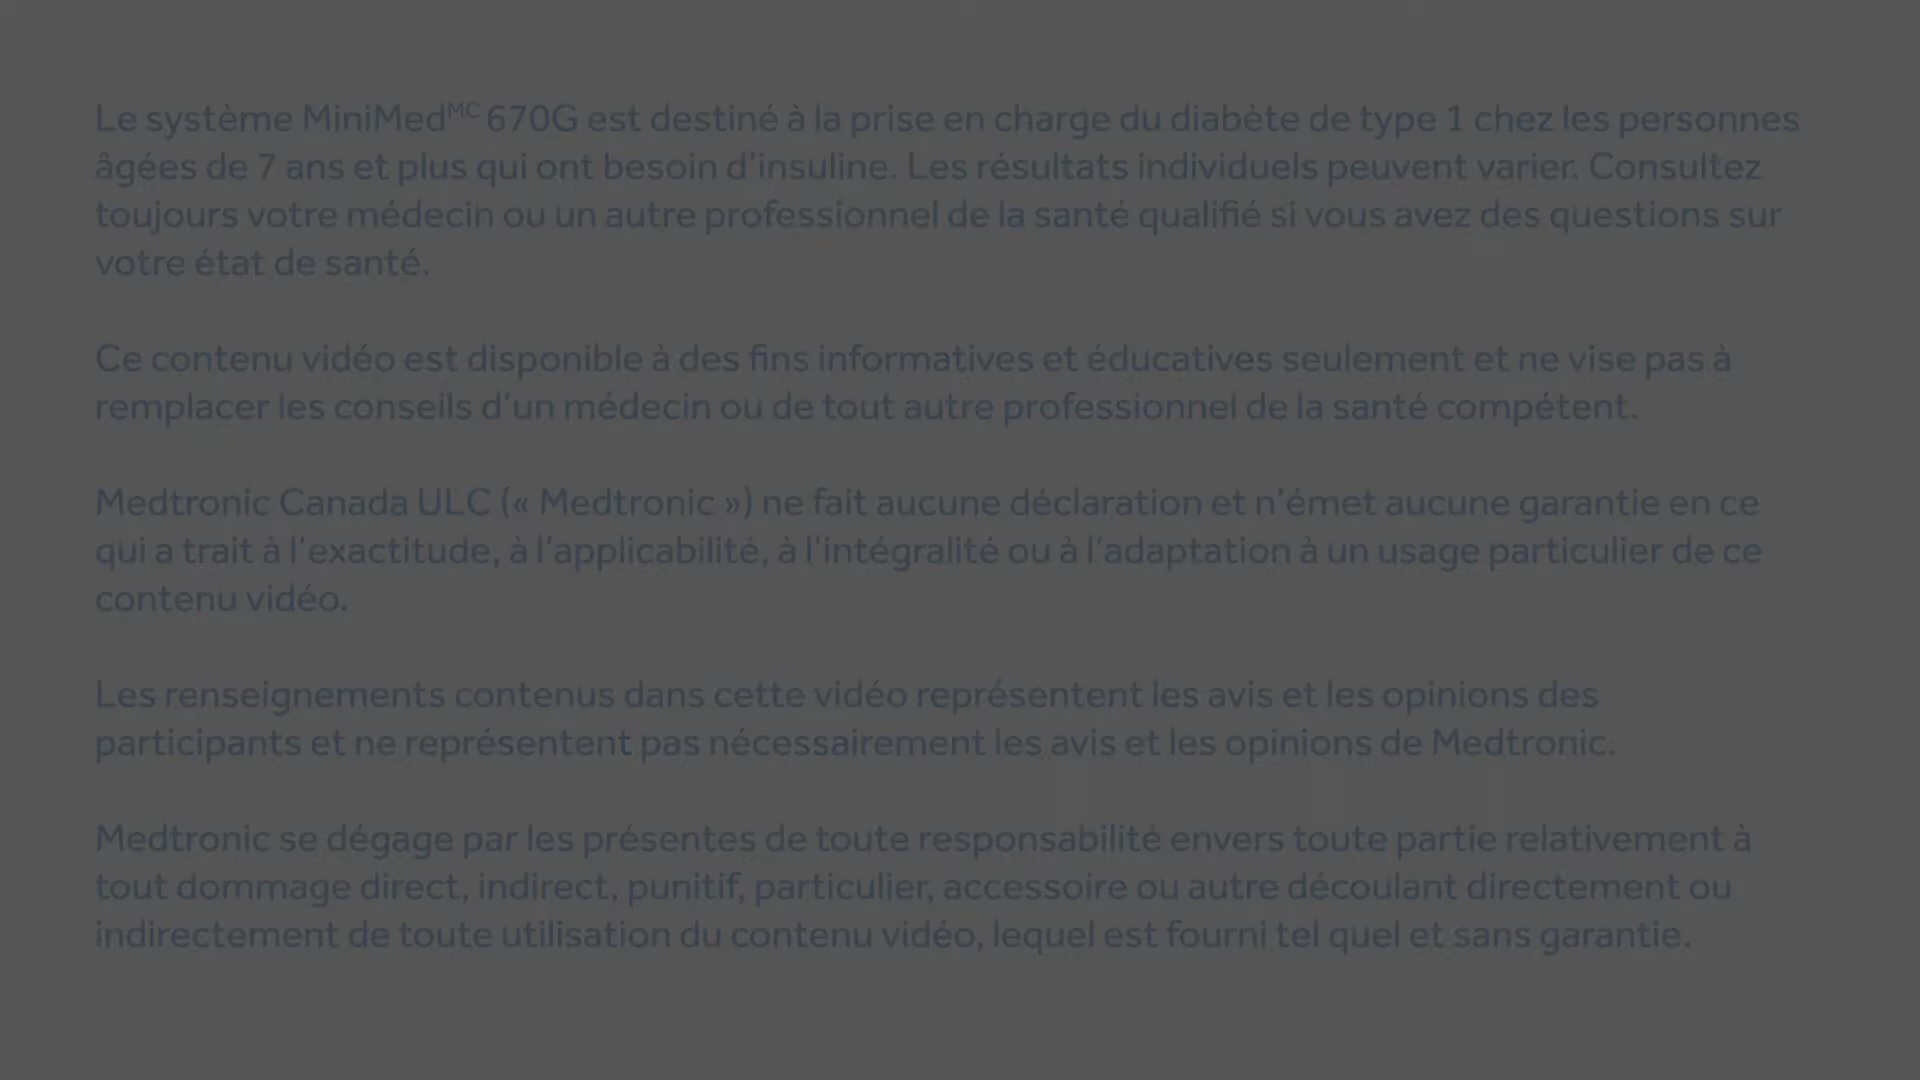 Le système MiniMedᴹᶜ 670G est destiné à la prise en charge du diabète de type 1 chez les personnes
âgées de 7 ans et plus qui ont besoin d'insuline. Les résultats individuels peuvent varier. Consultez
toujours votre médecin ou un autre professionnel de la santé qualifié si vous avez des questions sur
votre état de santé.
Ce contenu vidéo est disponible à des fins informatives et éducatives seulement et ne vise pas à
remplacer les conseils d'un médecin ou de tout autre professionnel de la santé compétent.
Medtronic Canada ULC (« Medtronic ») ne fait aucune déclaration et n'émet aucune garantie en ce
qui a trait à l'exactitude, à l'applicabilité, à l'intégralité ou à l'adaptation à un usage particulier de ce
contenu vidéo.
Les renseignements contenus dans cette vidéo représentent les avis et les opinions des
participants et ne représentent pas nécessairement les avis et les opinions de Medtronic.
Medtronic se dégage par les présentes de toute responsabilité envers toute partie relativement à
tout dommage direct, indirect, punitif, particulier, accessoire ou autre découlant directement ou
indirectement de toute utilisation du contenu vidéo, lequel est fourni tel quel et sans garantie.